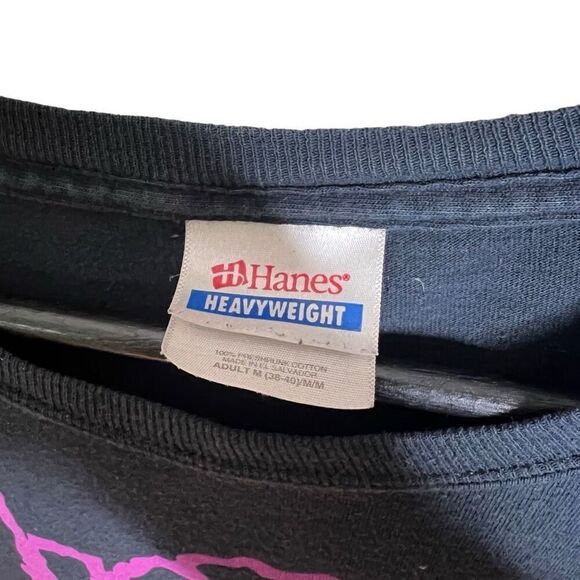 Hanes®
HEAVYWEIGHT
100% PRESHRUNK COTTON
MADE IN EL SALVADOR
ADULT M (38-40)/M/M